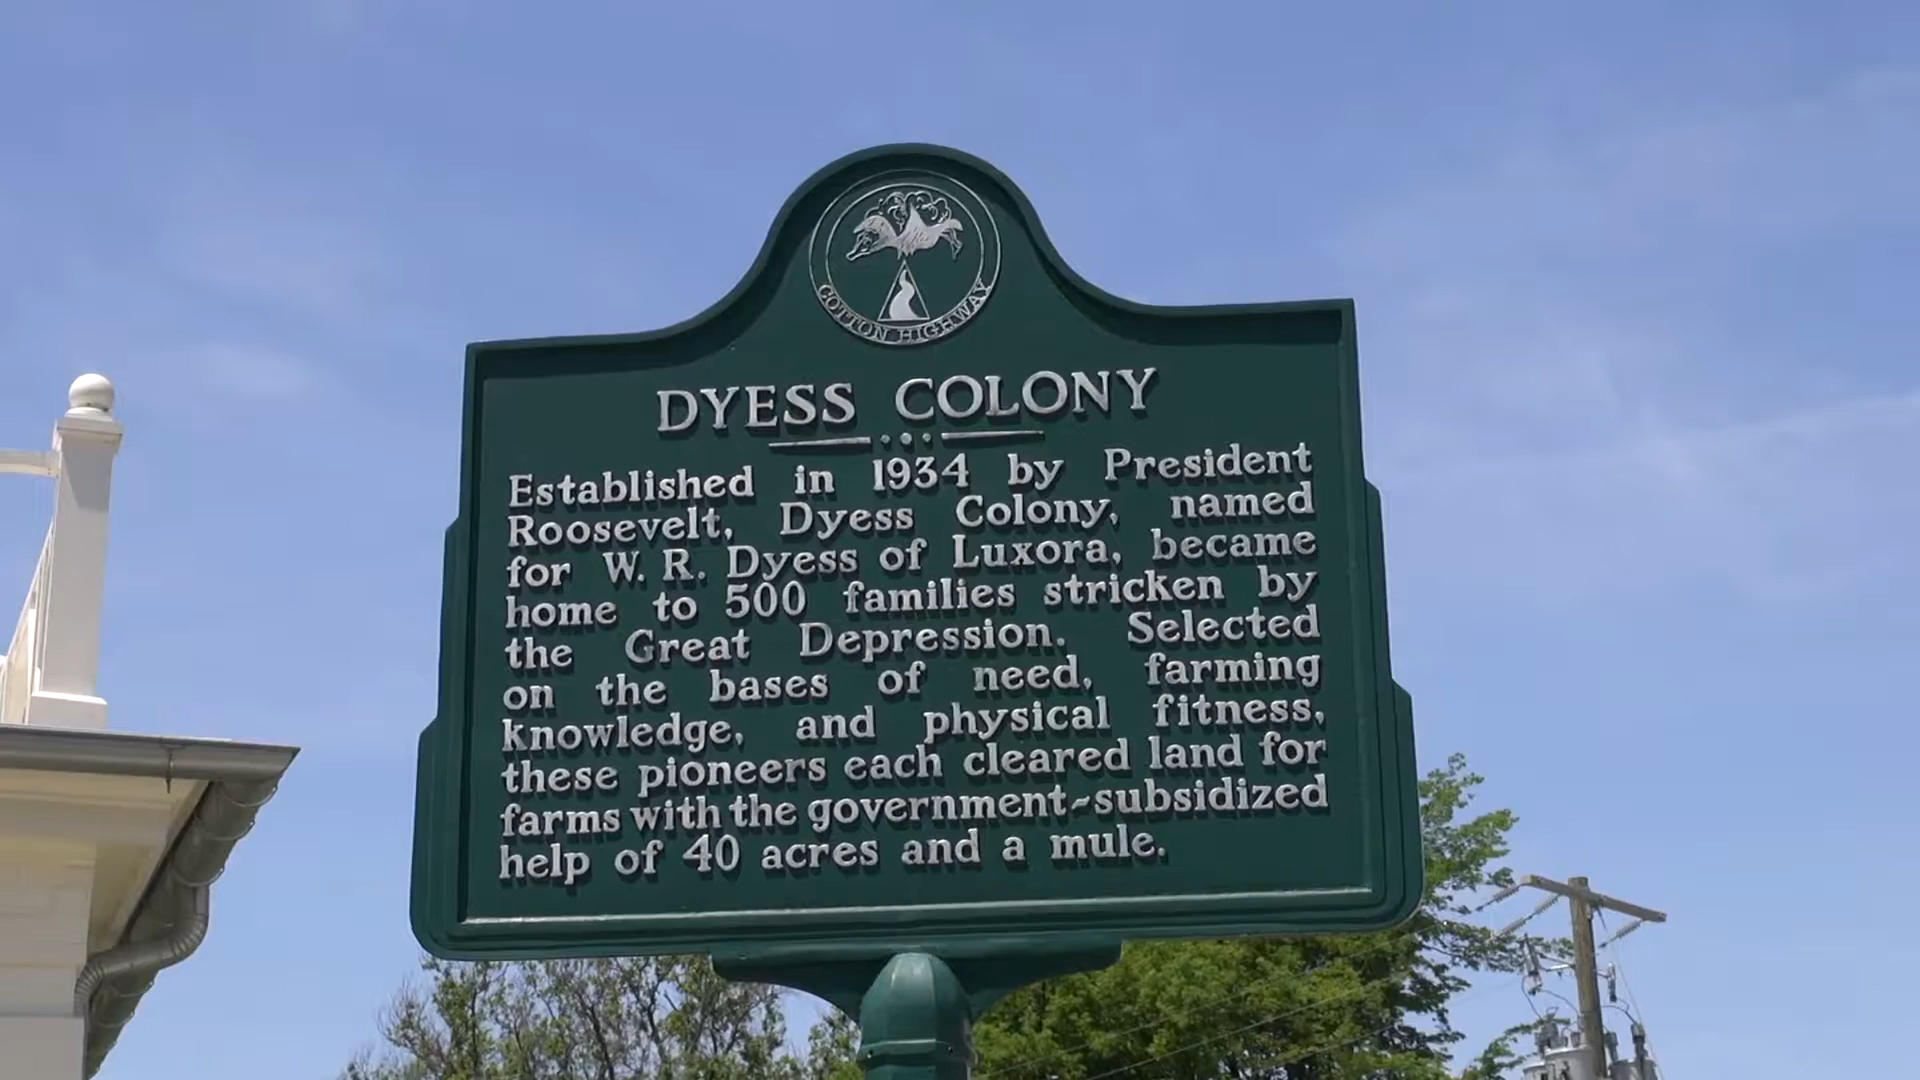 COTTON HIGHWAY
DYESS COLONY
Established in 1934 by President
Roosevelt, Dyess Colony, named
for W. R. Dyess of Luxora, became
home to 500 families stricken by
the Great Depression. Selected
on the bases of need, farming
knowledge, and physical fitness,
these pioneers each cleared land for
farms with the government-subsidized
help of 40 acres and a mule.